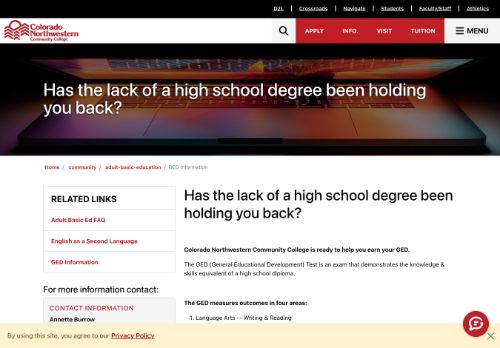 D2L | Crossroads | Navigate | Students | Faculty/Staff | Athletics
Colorado
Northwestern
Community College
APPLY INFO. VISIT TUITION MENU
Has the lack of a high school degree been holding
you back?
Home / community / adult-basic-education / GED Information
RELATED LINKS
Adult Basic Ed FAQ
English as a Second Language
GED Information
For more information contact:
CONTACT INFORMATION
Annette Burrow
Has the lack of a high school degree been
holding you back?
Colorado Northwestern Community College is ready to help you earn your GED.
The GED (General Educational Development) Test is an exam that demonstrates the knowledge &
skills equivalent of a high school diploma.
The GED measures outcomes in four areas:
1. Language Arts -- Writing & Reading
By using this site, you agree to our Privacy Policy